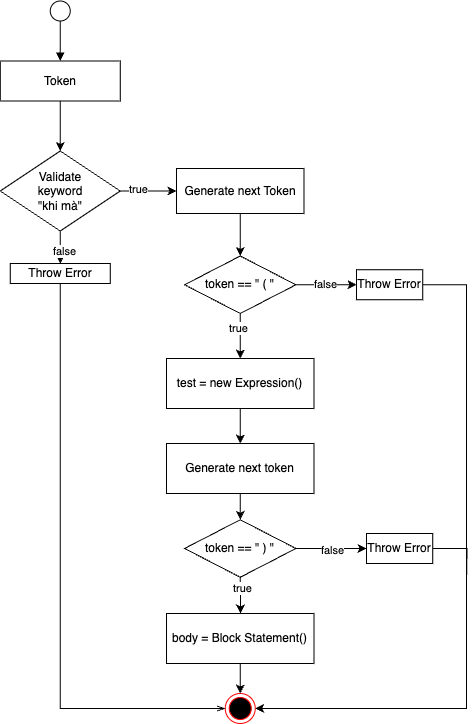 Token
Validate
keyword
"khi mà"
true
Generate next Token
false
Throw Error
token == " ( "
false
Throw Error
true
test = new Expression()
Generate next token
token == " ) "
false
Throw Error
true
body = Block Statement()